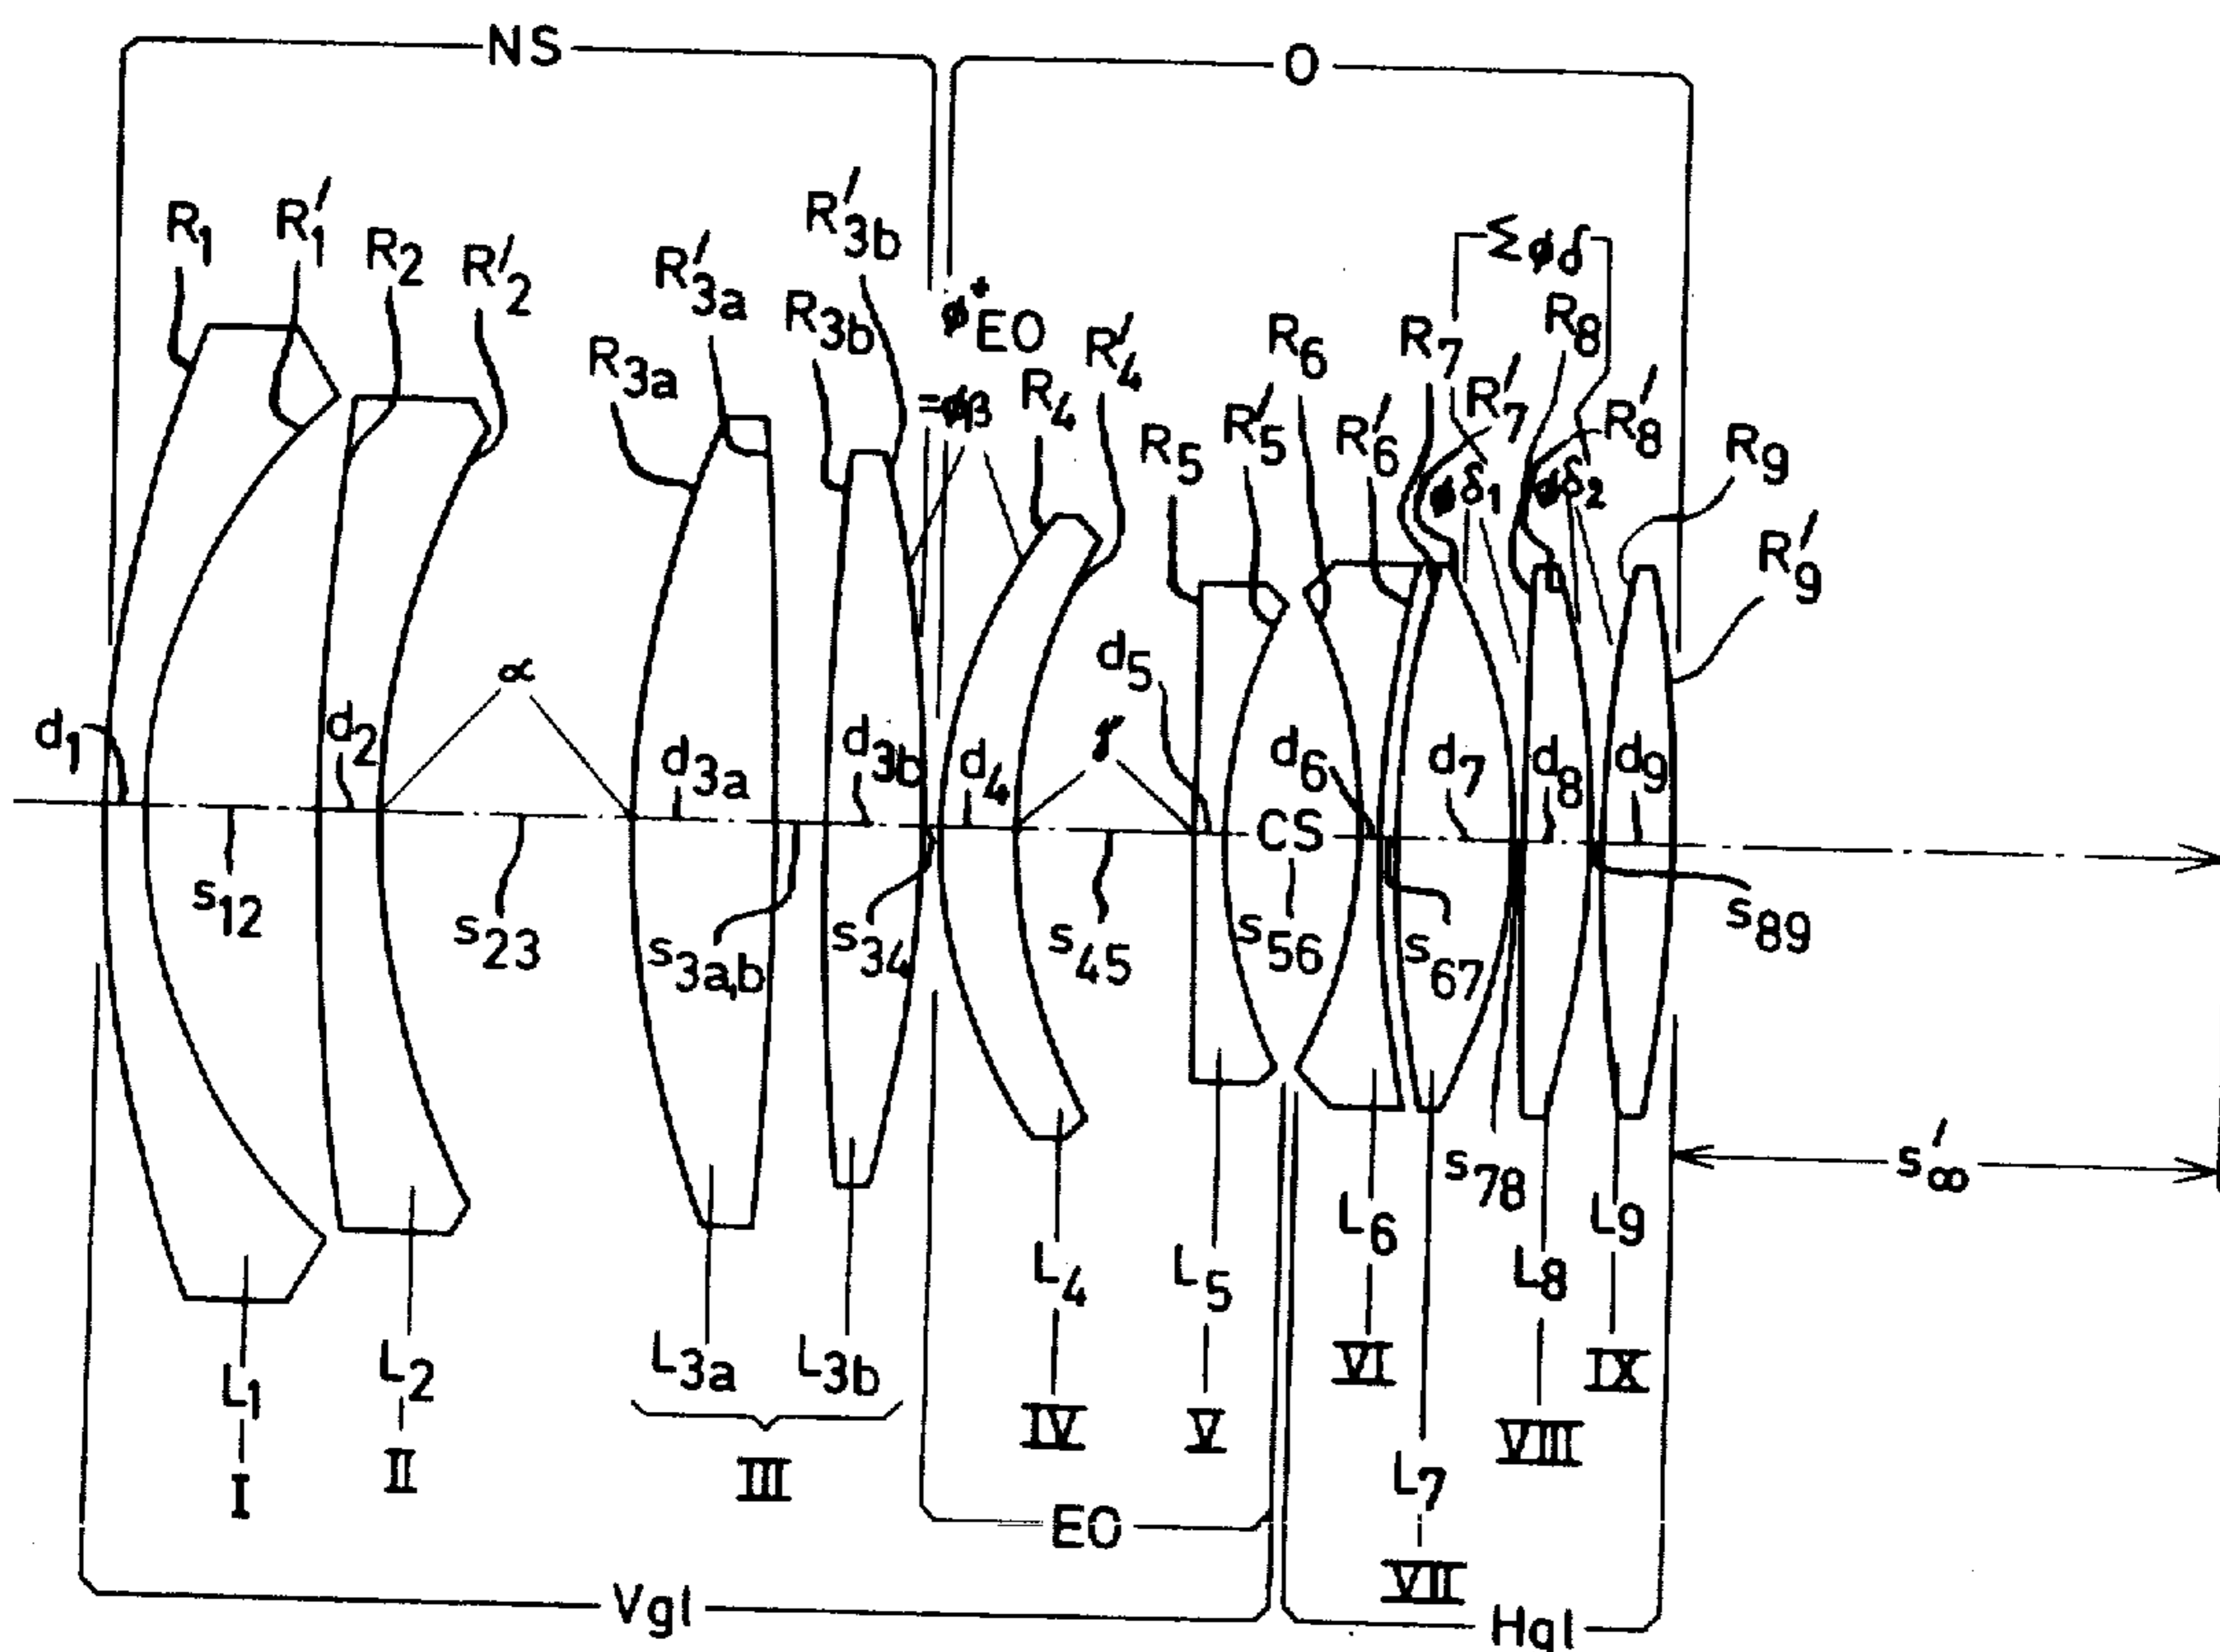 NS
O
R1
R′1
R2
R′2
R3a
R′3a
R3b
R′3b
ϕ+EO
=ϕ3
R4
R′4
R5
R′5
R6
R′6
R7
R′7
Σϕδ
R8
R′8
ϕδ1
ϕδ2
R9
R′9
d1
d2
α
d3a
d3b
d4
γ
d5
d6
d7
d8
d9
CS
s12
s23
s3a,b
s34
s45
s56
s67
s78
s89
s′∞
L1
L2
L3a
L3b
L4
L5
L6
L7
L8
L9
I
II
III
IV
V
VI
VII
VIII
IX
EO
Vgl
Hgl